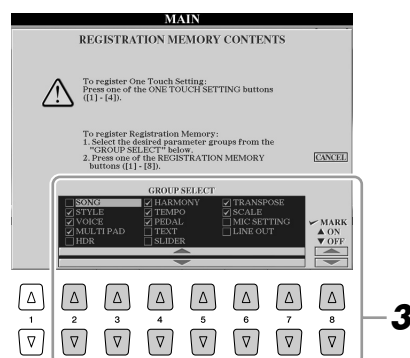 MAIN
REGISTRATION MEMORY CONTENTS
To register One Touch Setting:
Press one of the ONE TOUCH SETTING buttons
([1] - [4]).
To register Registration Memory:
1. Select the desired parameter groups from the
"GROUP SELECT" below.
2. Press one of the REGISTRATION MEMORY
buttons ([1] - [8]).
CANCEL
GROUP SELECT
SONG HARMONY TRANSPOSE
STYLE TEMPO SCALE
VOICE PEDAL MIC SETTING
MULTI PAD TEXT LINE OUT
HDR SLIDER
MARK
ON
OFF
1 2 3 4 5 6 7 8
3